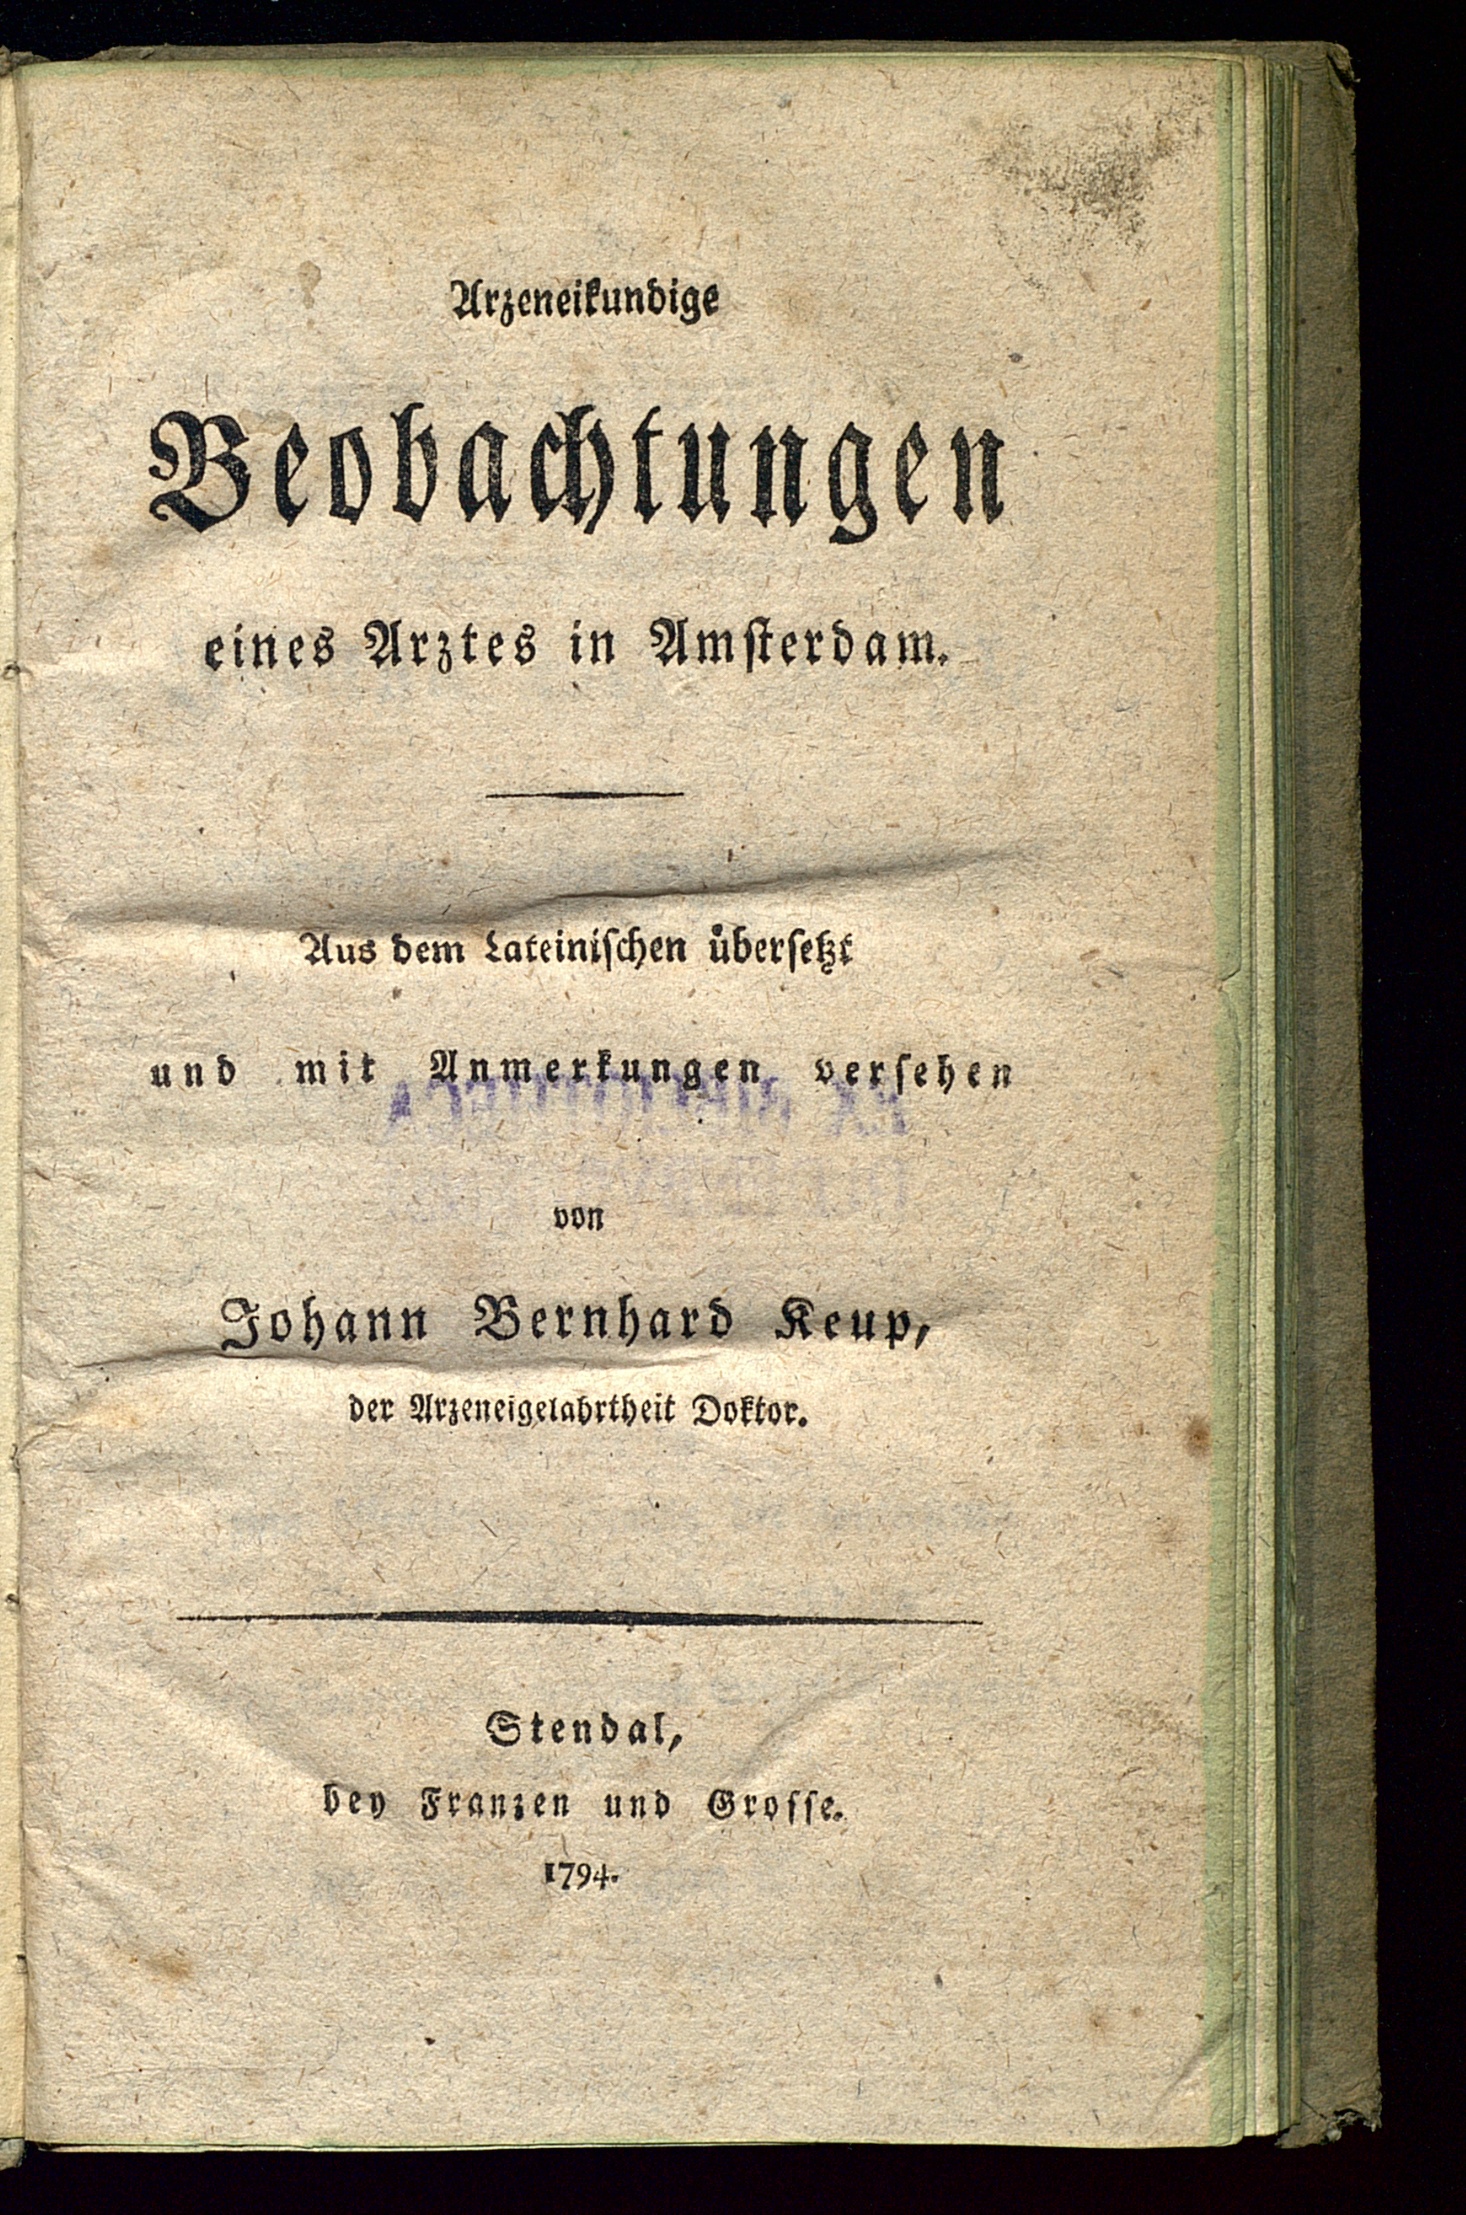 Arzeneikundige
Beobachtungen
eines Arztes in Amſterdam.
Aus dem Lateiniſchen uͤberſetzt
und mit Anmerkungen verſehen
von
Johann Bernhard Keup,
der Arzeneigelahrtheit Doktor.
Stendal,
bey Franzen und Groſſe.
1794.